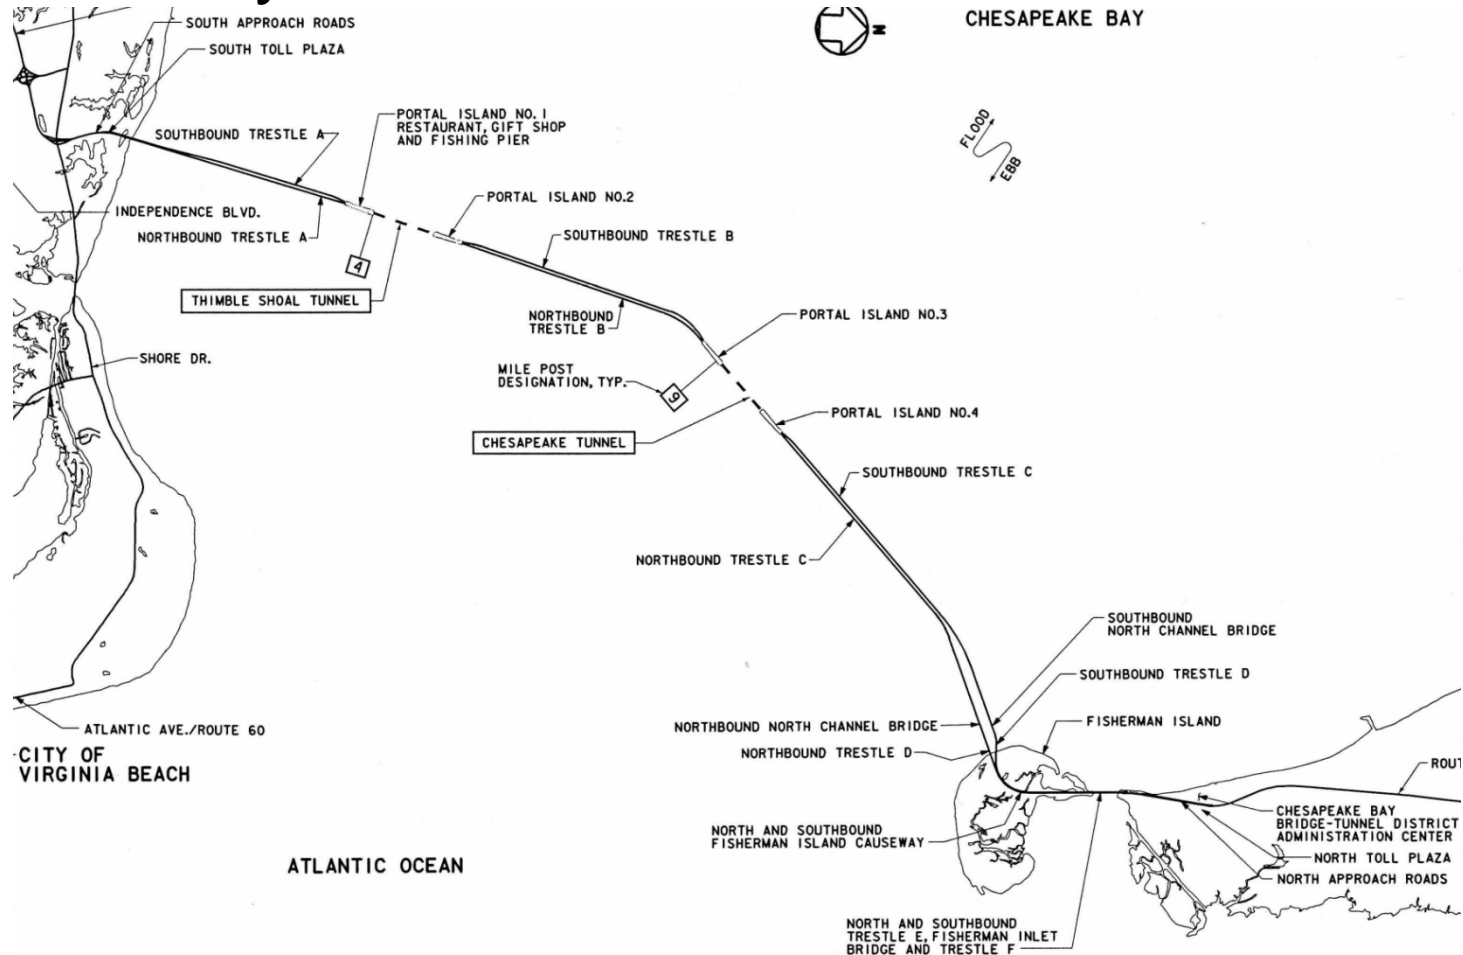 SOUTH APPROACH ROADS
SOUTH TOLL PLAZA
N
CHESAPEAKE BAY
PORTAL ISLAND NO.1
RESTAURANT, GIFT SHOP
AND FISHING PIER
SOUTHBOUND TRESTLE A
FLOOD
EBB
INDEPENDENCE BLVD.
NORTHBOUND TRESTLE A
PORTAL ISLAND NO.2
SOUTHBOUND TRESTLE B
4
THIMBLE SHOAL TUNNEL
NORTHBOUND
TRESTLE B
PORTAL ISLAND NO.3
SHORE DR.
MILE POST
DESIGNATION, TYP.
9
PORTAL ISLAND NO.4
CHESAPEAKE TUNNEL
SOUTHBOUND TRESTLE C
NORTHBOUND TRESTLE C
SOUTHBOUND
NORTH CHANNEL BRIDGE
SOUTHBOUND TRESTLE D
ATLANTIC AVE./ROUTE 60
NORTHBOUND NORTH CHANNEL BRIDGE
FISHERMAN ISLAND
NORTHBOUND TRESTLE D
CITY OF
VIRGINIA BEACH
ROUT
CHESAPEAKE BAY
BRIDGE-TUNNEL DISTRICT
ADMINISTRATION CENTER
NORTH AND SOUTHBOUND
FISHERMAN ISLAND CAUSEWAY
NORTH TOLL PLAZA
NORTH APPROACH ROADS
ATLANTIC OCEAN
NORTH AND SOUTHBOUND
TRESTLE E, FISHERMAN INLET
BRIDGE AND TRESTLE F